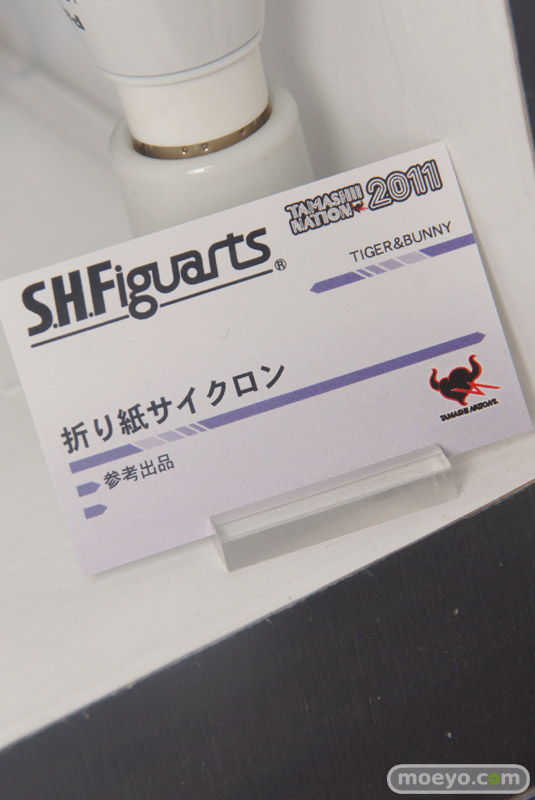 TAMASHII
NATION 2011
S.H.Figuarts®
TIGER&BUNNY
折り紙サイクロン
参考出品
TAMASHII NATIONS
moeyo.com